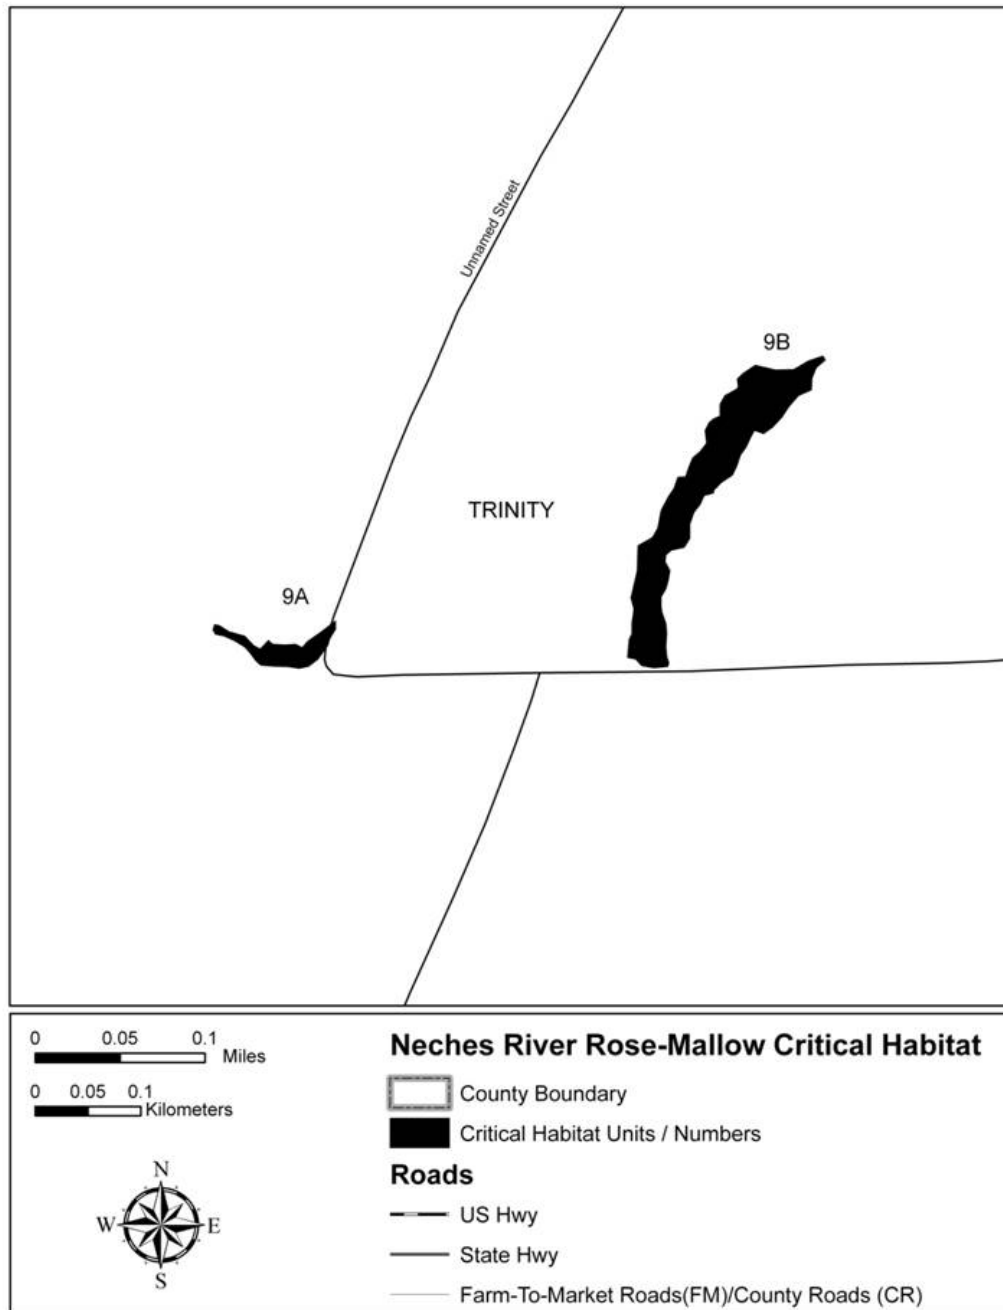 Unnamed Street
9B
TRINITY
9A
0 0.05 0.1
Miles
0 0.05 0.1
Kilometers
N
W E
S
Neches River Rose-Mallow Critical Habitat
County Boundary
Critical Habitat Units / Numbers
Roads
US Hwy
State Hwy
Farm-To-Market Roads(FM)/County Roads (CR)